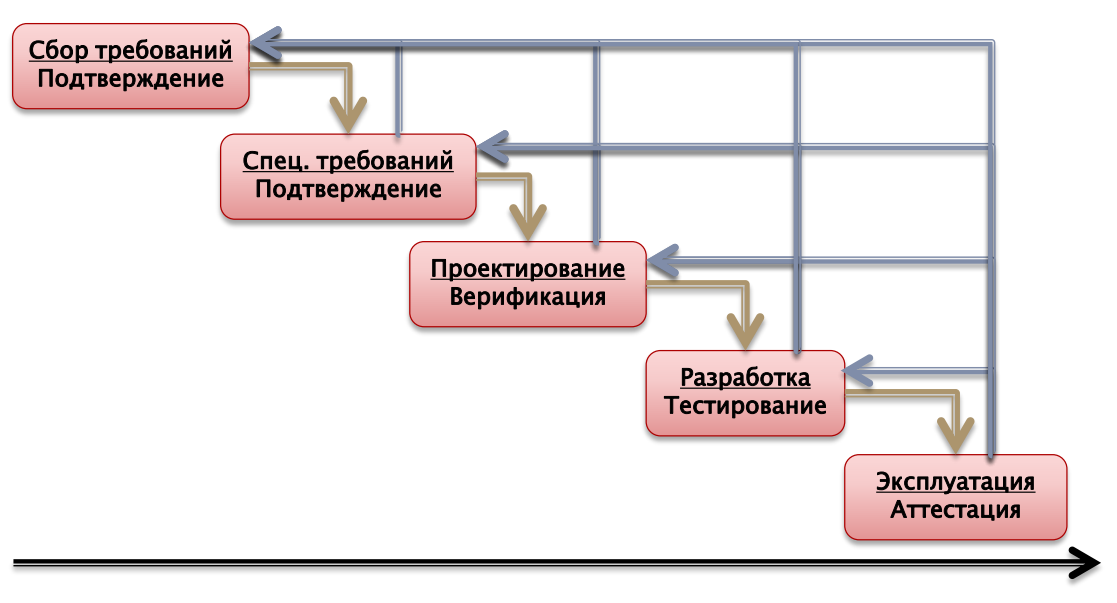 Сбор требований
Подтверждение
Спец. требований
Подтверждение
Проектирование
Верификация
Разработка
Тестирование
Эксплуатация
Аттестация